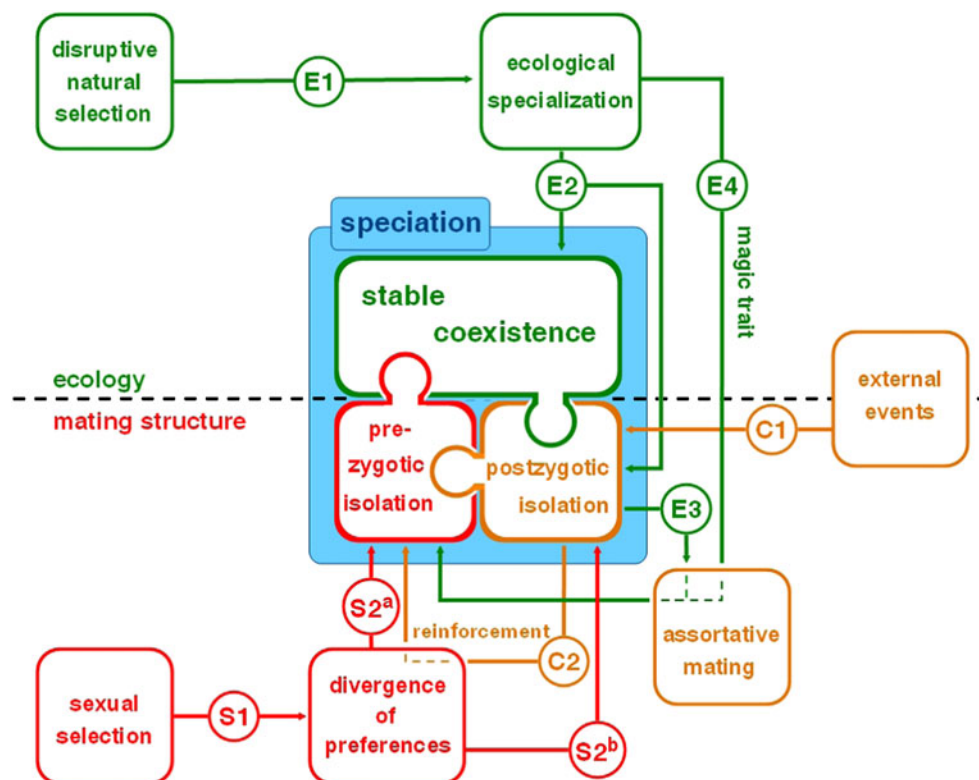 disruptive
natural
selection
E1
ecological
specialization
E2
E4
magic trait
speciation
stable
coexistence
ecology
mating structure
pre-
zygotic
isolation
postzygotic
isolation
external
events
C1
E3
S2a
reinforcement
C2
assortative
mating
sexual
selection
S1
divergence
of
preferences
S2b